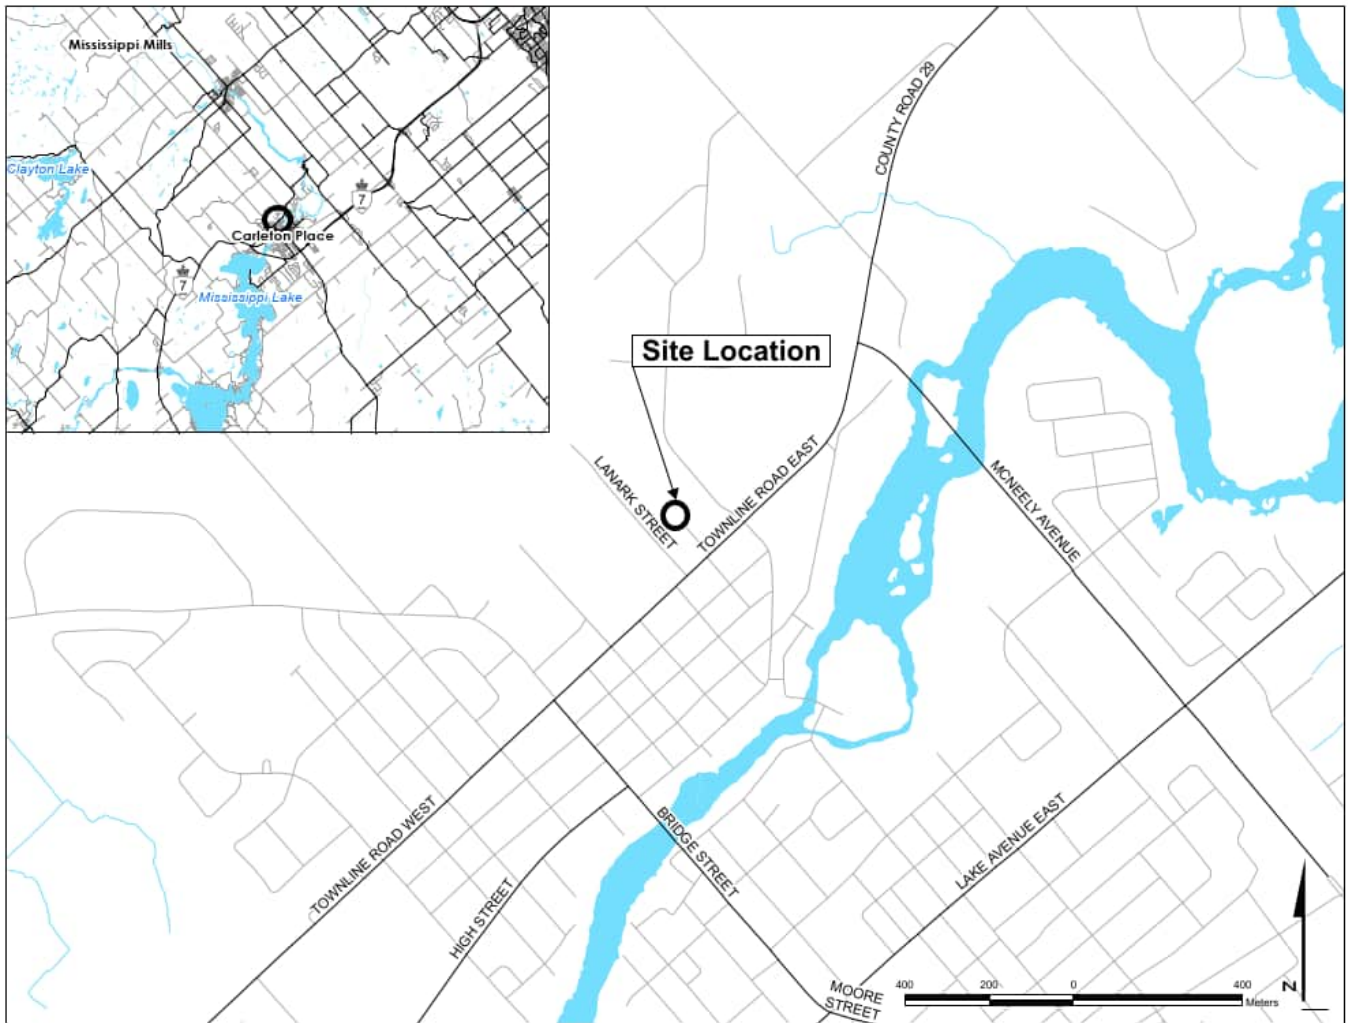 Mississippi Mills
Clayton Lake
7
Carleton Place
7
Mississippi Lake
COUNTY ROAD 29
Site Location
LANARK STREET
TOWNLINE ROAD EAST
MCNEELY AVENUE
TOWNLINE ROAD WEST
HIGH STREET
BRIDGE STREET
LAKE AVENUE EAST
MOORE
STREET
400 200 0 400
Meters
N